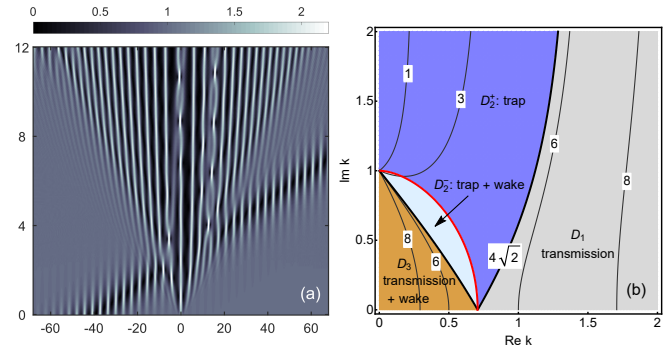 0 0.5 1 1.5 2
12
8
4
0
-60 -40 -20 0 20 40 60
(a)
2
1.5
1
0.5
0
Im k
0 0.5 1 1.5 2
Re k
1
3
D₂⁺: trap
6
8
D₂⁻: trap + wake
4√2
D₁
transmission
8
6
D₃
transmission
+ wake
(b)